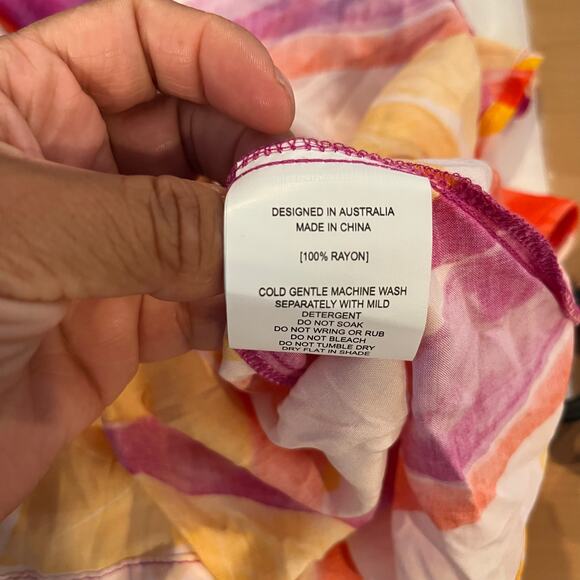 DESIGNED IN AUSTRALIA
MADE IN CHINA
[100% RAYON]
COLD GENTLE MACHINE WASH
SEPARATELY WITH MILD
DETERGENT
DO NOT SOAK
DO NOT WRING OR RUB
DO NOT BLEACH
DO NOT TUMBLE DRY
DRY FLAT IN SHADE